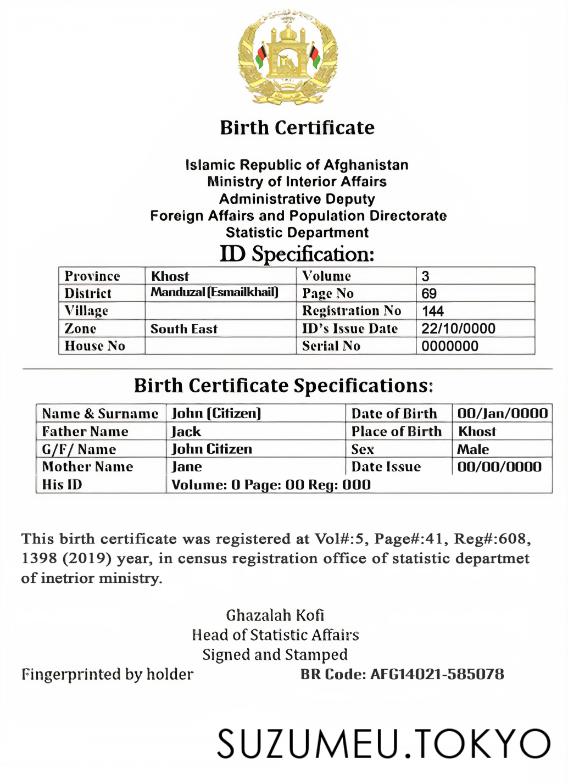 Birth Certificate
Islamic Republic of Afghanistan
Ministry of Interior Affairs
Administrative Deputy
Foreign Affairs and Population Directorate
Statistic Department
ID Specification:
Province Khost Volume 3
District Manduzal (Esmailkhail) Page No 69
Village Registration No 144
Zone South East ID's Issue Date 22/10/0000
House No Serial No 0000000
Birth Certificate Specifications:
Name & Surname John (Citizen) Date of Birth 00/Jan/0000
Father Name Jack Place of Birth Khost
G/F/ Name John Citizen Sex Male
Mother Name Jane Date Issue 00/00/0000
His ID Volume: 0 Page: 00 Reg: 000
This birth certificate was registered at Vol#:5, Page#:41, Reg#:608,
1398 (2019) year, in census registration office of statistic departmet
of inetrior ministry.
Ghazalah Kofi
Head of Statistic Affairs
Signed and Stamped
Fingerprinted by holder BR Code: AFG14021-585078
SUZUMEU.TOKYO